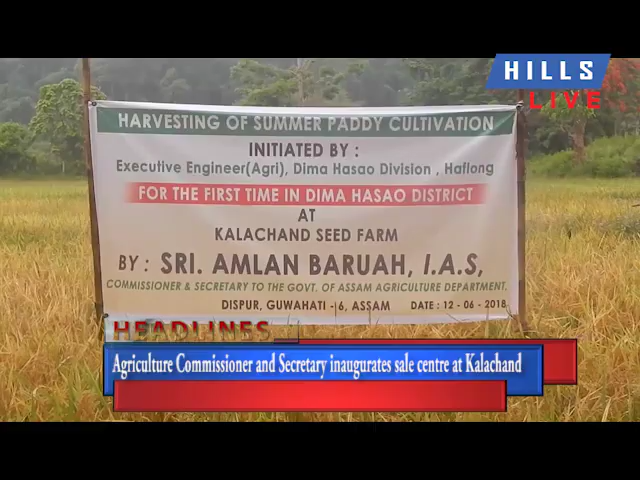 HILLS
LIVE
HARVESTING OF SUMMER PADDY CULTIVATION
INITIATED BY :
Executive Engineer(Agri), Dima Hasao Division , Haflong
FOR THE FIRST TIME IN DIMA HASAO DISTRICT
AT
KALACHAND SEED FARM
BY : SRI. AMLAN BARUAH, I.A.S,
COMMISSIONER & SECRETARY TO THE GOVT. OF ASSAM AGRICULTURE DEPARTMENT.
DISPUR, GUWAHATI - 6, ASSAM DATE : 12 - 06 - 2018
HEADLINES
Agriculture Commissioner and Secretary inaugurates sale centre at Kalachand